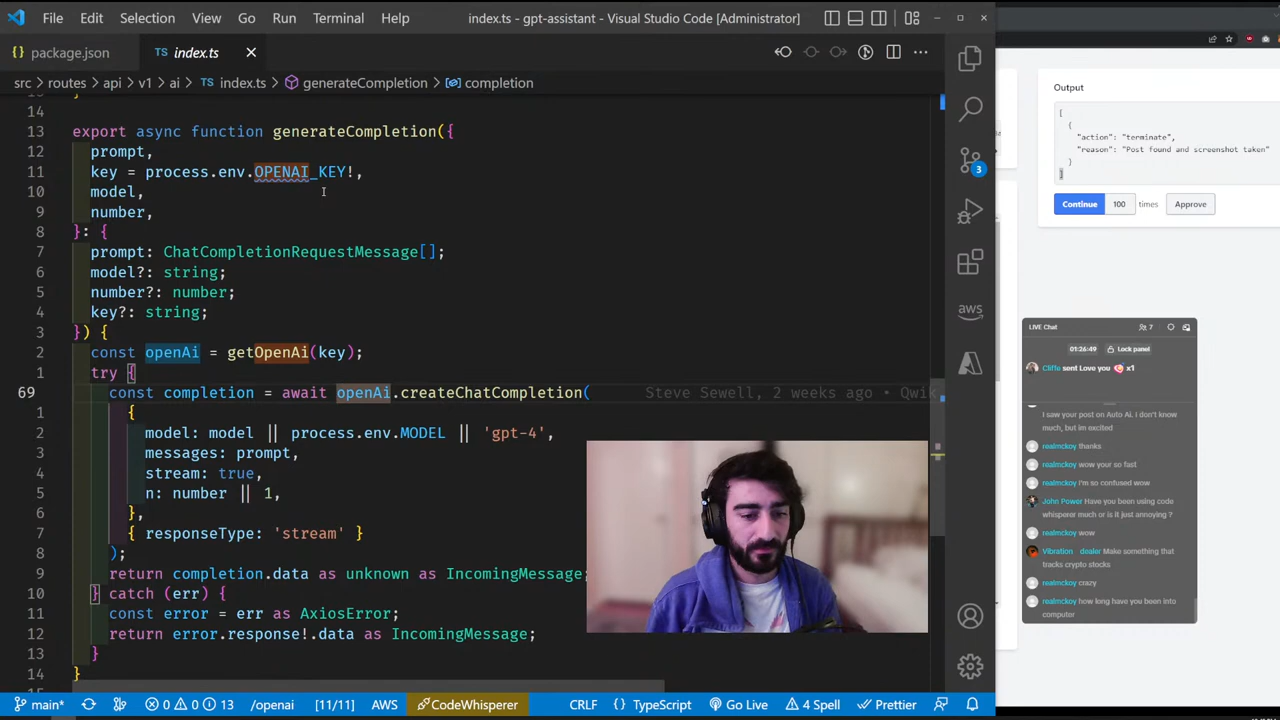 File Edit Selection View Go Run Terminal Help
index.ts - gpt-assistant - Visual Studio Code [Administrator]
package.json
TS index.ts
src > routes > api > v1 > ai > TS index.ts > generateCompletion > completion
14
13 export async function generateCompletion({
12 prompt,
11 key = process.env.OPENAI_KEY!,
10 model,
9 number,
8 }: {
7 prompt: ChatCompletionRequestMessage[];
6 model?: string;
5 number?: number;
4 key?: string;
3 }) {
2 const openAi = getOpenAi(key);
1 try {
69 const completion = await openAi.createChatCompletion( Steve Sewell, 2 weeks ago • Qwik
1 {
2 model: model || process.env.MODEL || 'gpt-4',
3 messages: prompt,
4 stream: true,
5 n: number || 1,
6 },
7 { responseType: 'stream' }
8 );
9 return completion.data as unknown as IncomingMessage;
10 } catch (err) {
11 const error = err as AxiosError;
12 return error.response!.data as IncomingMessage;
13 }
14 }
3
main* 0 0 13 /openai [11/11] AWS CodeWhisperer CRLF {} TypeScript Go Live 4 Spell Prettier
Output
[
{
"action": "terminate",
"reason": "Post found and screenshot taken"
}
]
Continue 100 times Approve
LIVE Chat 7
01:26:49 Lock panel
Cliffe sent Love you x1
I saw your post on Auto AI. I don't know
much, but im excited
realmckoy thanks
realmckoy wow your so fast
realmckoy I'm so confused wow
John Power Have you been using code
whisperer much or is it just annoying ?
realmckoy wow
Vibration dealer Make something that
tracks crypto stocks
realmckoy crazy
realmckoy how long have you been into
computer